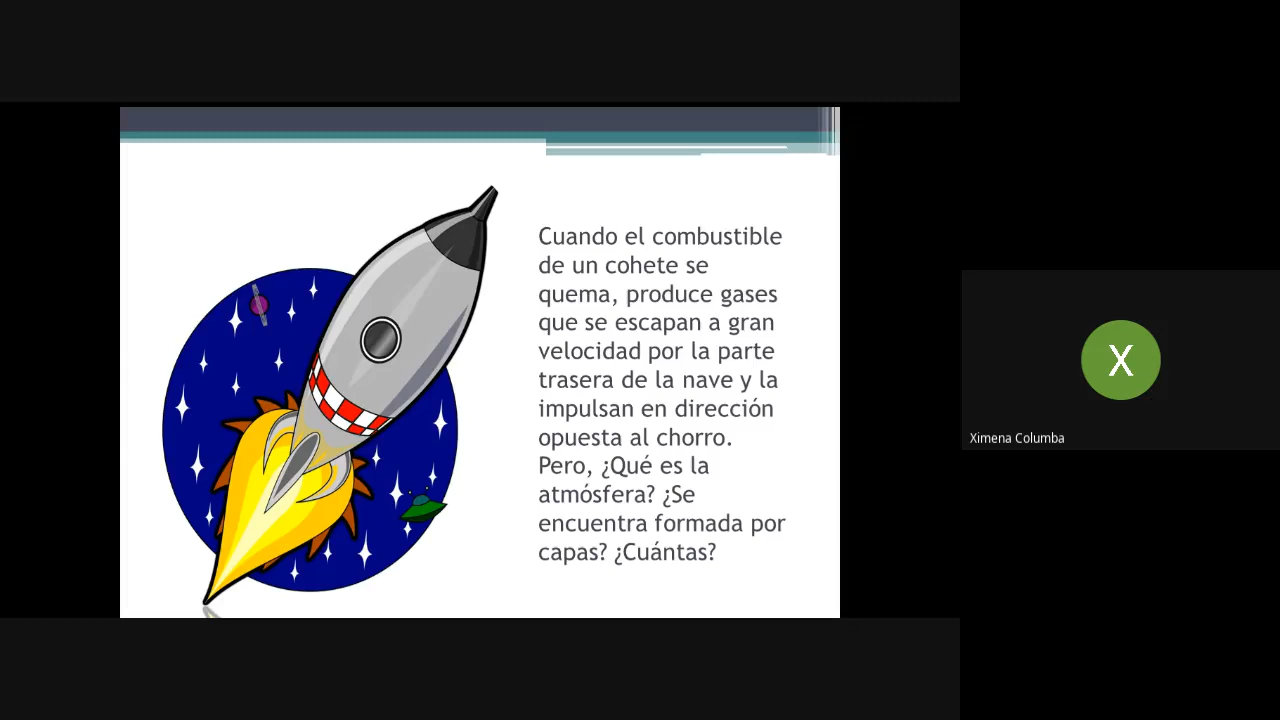 Cuando el combustible
de un cohete se
quema, produce gases
que se escapan a gran
velocidad por la parte
trasera de la nave y la
impulsan en dirección
opuesta al chorro.
Pero, ¿Qué es la
atmósfera? ¿Se
encuentra formada por
capas? ¿Cuántas?
X
Ximena Columba